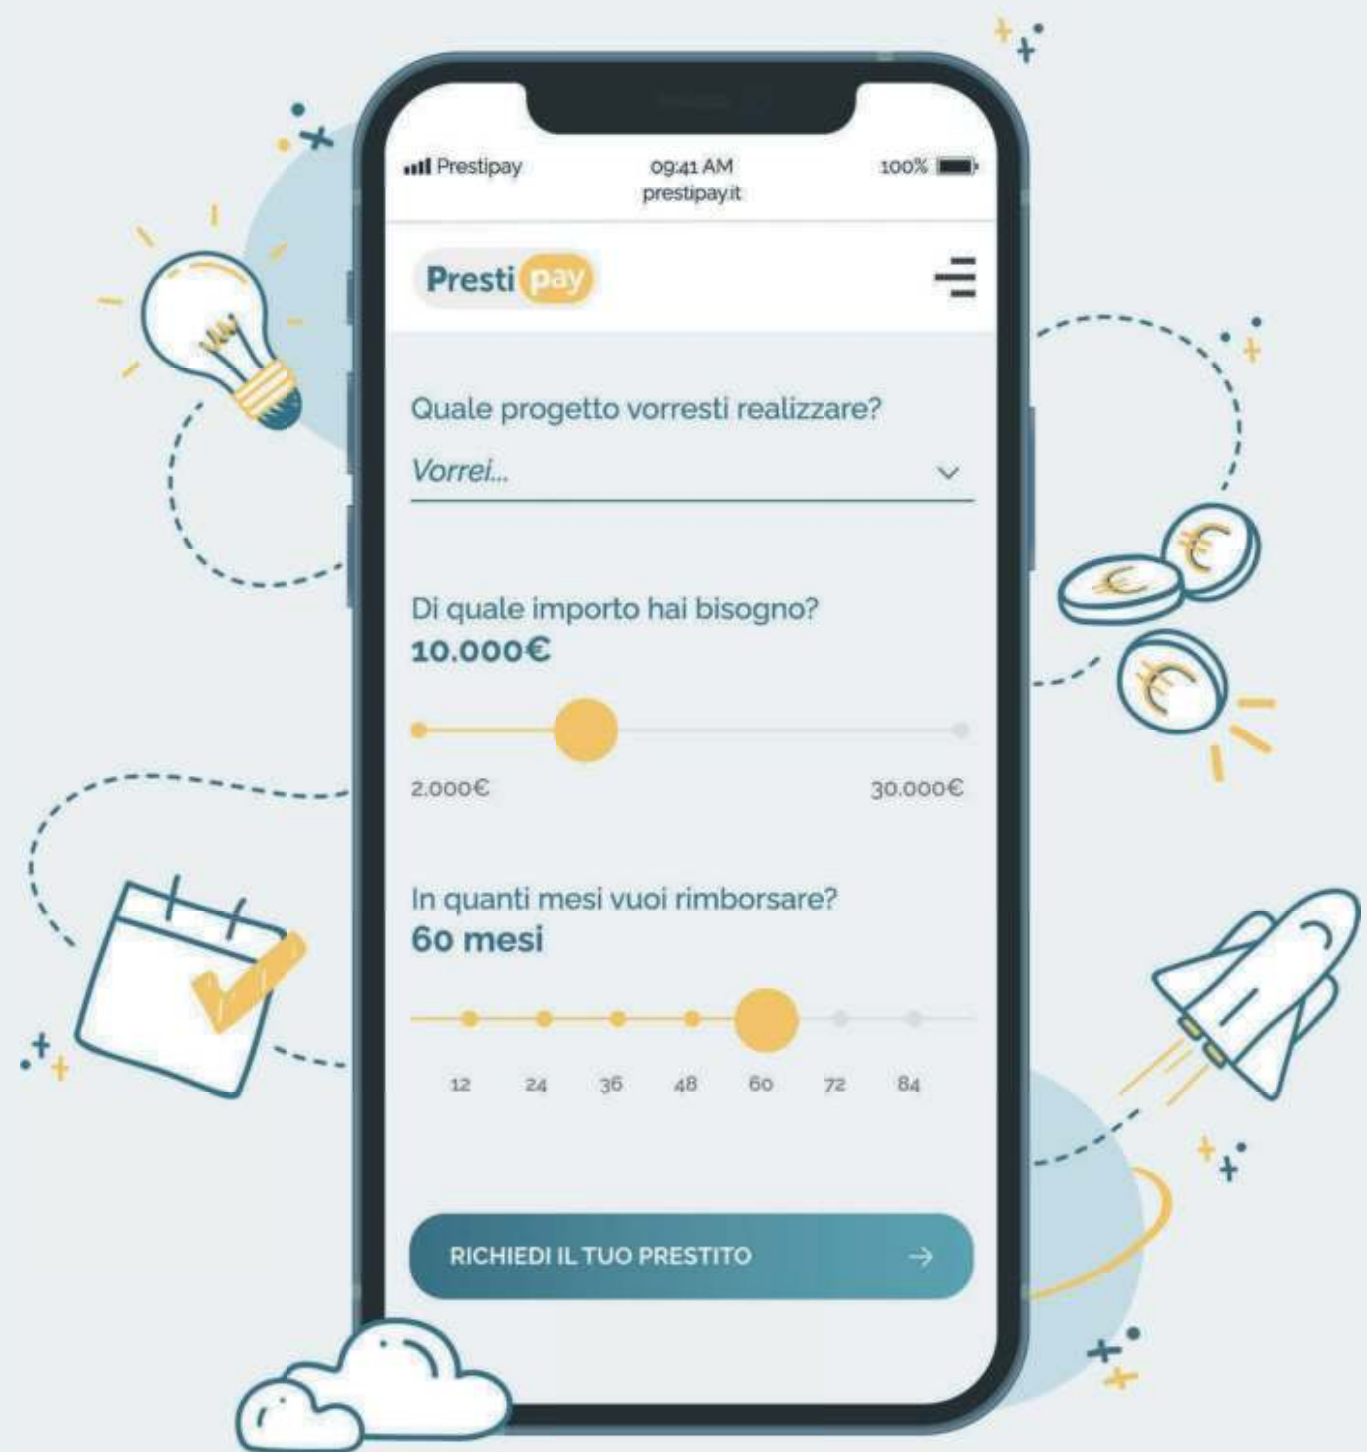 Prestipay 09:41 AM 100%
prestipay.it
Presti pay
Quale progetto vorresti realizzare?
Vorrei...
Di quale importo hai bisogno?
10.000€
2.000€ 30.000€
In quanti mesi vuoi rimborsare?
60 mesi
12 24 36 48 60 72 84
RICHIEDI IL TUO PRESTITO